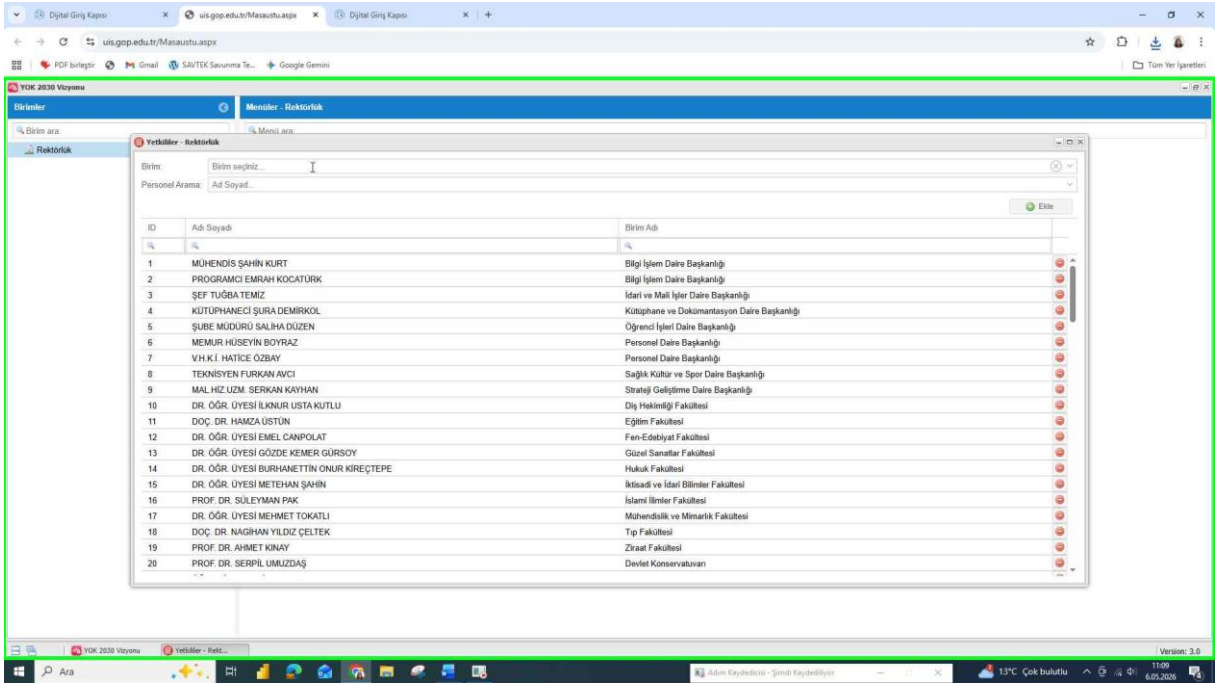 Dijital Giriş Kapısı
uis.gop.edu.tr/Masaustu.aspx
Dijital Giriş Kapısı
uis.gop.edu.tr/Masaustu.aspx
PDF birleştir
Gmail
SAVTEK Savunma Te...
Google Gemini
Tüm Yer İşaretleri
YOK 2030 Vizyonu
Birimler
Menüler - Rektörlük
Birim ara
Menü ara
Rektörlük
Yetkililer - Rektörlük
Birim: Birim seçiniz...
Personel Arama: Ad Soyad...
Ekle
ID Adı Soyadı Birim Adı
1 MÜHENDİS ŞAHİN KURT Bilgi İşlem Daire Başkanlığı
2 PROGRAMCI EMRAH KOCATÜRK Bilgi İşlem Daire Başkanlığı
3 ŞEF TUĞBA TEMİZ İdari ve Mali İşler Daire Başkanlığı
4 KÜTÜPHANECİ ŞURA DEMİRKOL Kütüphane ve Dokümantasyon Daire Başkanlığı
5 ŞUBE MÜDÜRÜ SALİHA DÜZEN Öğrenci İşleri Daire Başkanlığı
6 MEMUR HÜSEYİN BOYRAZ Personel Daire Başkanlığı
7 V.H.K.İ. HATİCE ÖZBAY Personel Daire Başkanlığı
8 TEKNİSYEN FURKAN AVCI Sağlık Kültür ve Spor Daire Başkanlığı
9 MAL.HİZ.UZM. SERKAN KAYHAN Strateji Geliştirme Daire Başkanlığı
10 DR. ÖĞR. ÜYESİ İLKNUR USTA KUTLU Diş Hekimliği Fakültesi
11 DOÇ. DR. HAMZA ÜSTÜN Eğitim Fakültesi
12 DR. ÖĞR. ÜYESİ EMEL CANPOLAT Fen-Edebiyat Fakültesi
13 DR. ÖĞR. ÜYESİ GÖZDE KEMER GÜRSOY Güzel Sanatlar Fakültesi
14 DR. ÖĞR. ÜYESİ BURHANETTİN ONUR KİREÇTEPE Hukuk Fakültesi
15 DR. ÖĞR. ÜYESİ METEHAN ŞAHİN İktisadi ve İdari Bilimler Fakültesi
16 PROF. DR. SÜLEYMAN PAK İslami İlimler Fakültesi
17 DR. ÖĞR. ÜYESİ MEHMET TOKATLI Mühendislik ve Mimarlık Fakültesi
18 DOÇ. DR. NAGİHAN YILDIZ ÇELTEK Tıp Fakültesi
19 PROF. DR. AHMET KINAY Ziraat Fakültesi
20 PROF. DR. SERPİL UMUZDAŞ Devlet Konservatuvarı
YOK 2030 Vizyonu
Yetkililer - Rekt...
Version: 3.0
Ara
Adım Kaydedicisi - Şimdi Kaydediliyor
13°C Çok bulutlu
11:09
6.05.2026